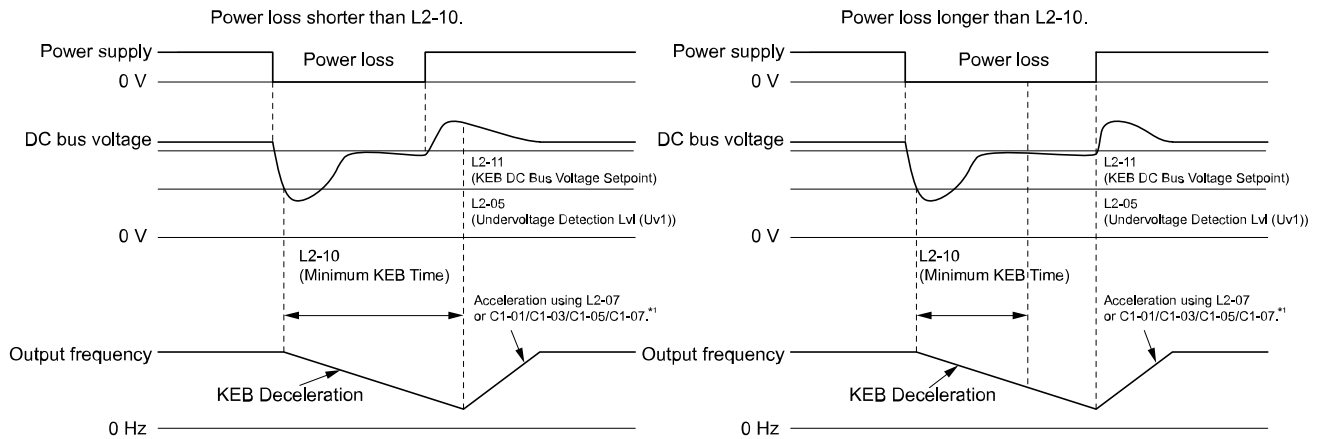 Power loss shorter than L2-10.
Power supply
Power loss
0 V
DC bus voltage
L2-11
(KEB DC Bus Voltage Setpoint)
L2-05
(Undervoltage Detection Lvl (Uv1))
0 V
L2-10
(Minimum KEB Time)
Acceleration using L2-07
or C1-01/C1-03/C1-05/C1-07.*1
Output frequency
KEB Deceleration
0 Hz
Power loss longer than L2-10.
Power supply
Power loss
0 V
DC bus voltage
L2-11
(KEB DC Bus Voltage Setpoint)
L2-05
(Undervoltage Detection Lvl (Uv1))
0 V
L2-10
(Minimum KEB Time)
Acceleration using L2-07
or C1-01/C1-03/C1-05/C1-07.*1
Output frequency
KEB Deceleration
0 Hz